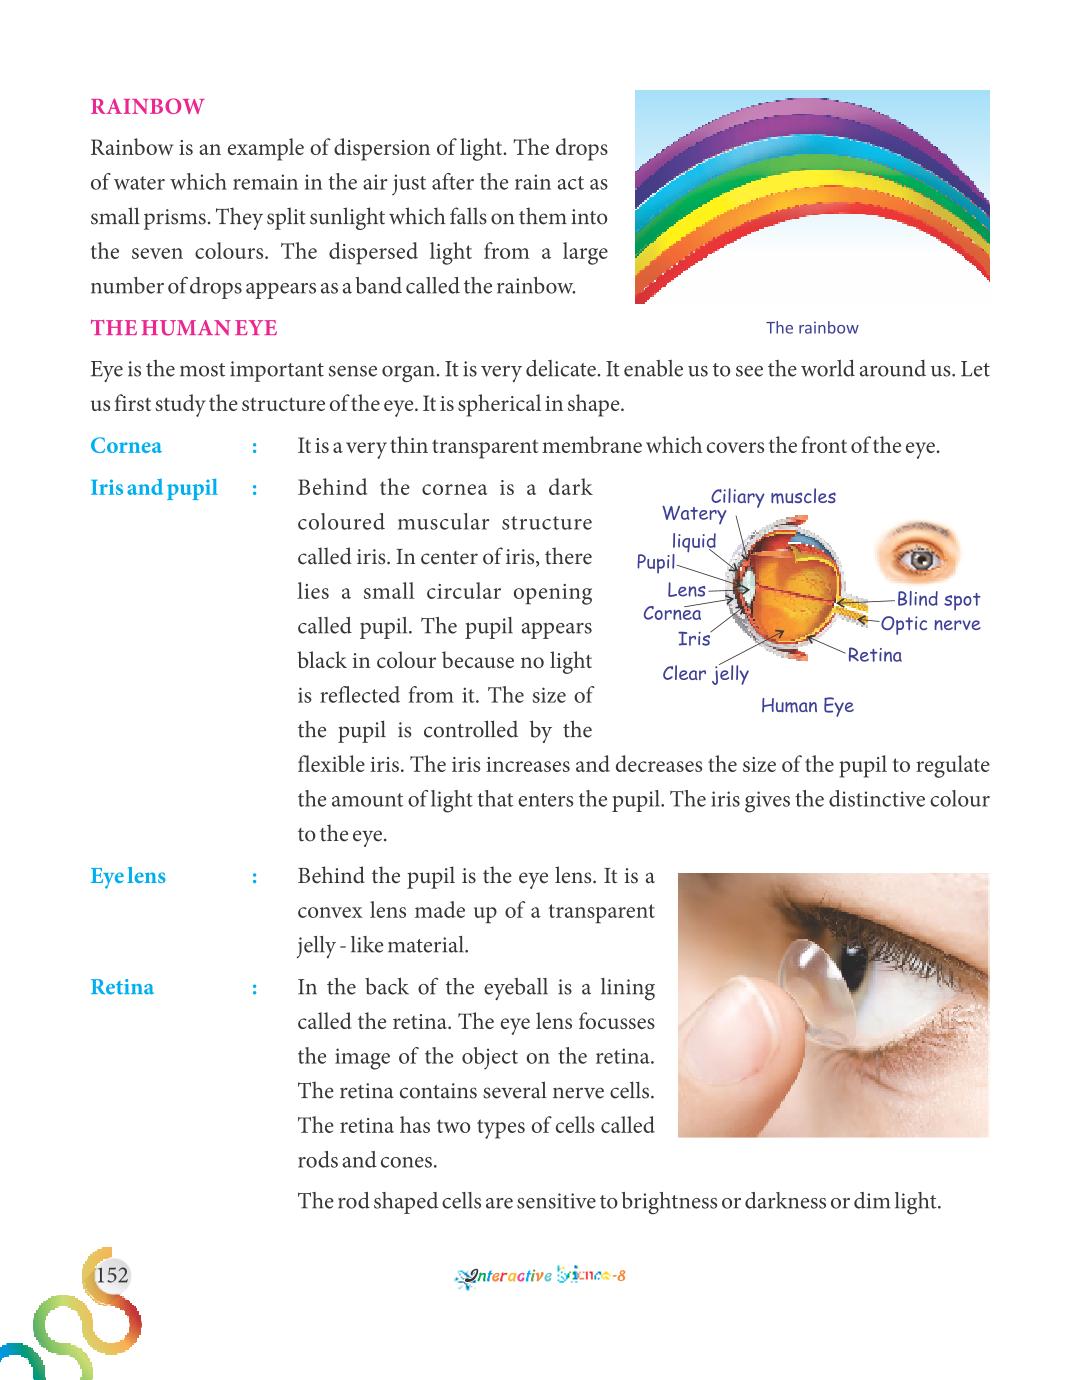 RAINBOW
Rainbow is an example of dispersion of light. The drops
of water which remain in the air just after the rain act as
small prisms. They split sunlight which falls on them into
the seven colours. The dispersed light from a large
number of drops appears as a band called the rainbow.
The rainbow
THE HUMAN EYE
Eye is the most important sense organ. It is very delicate. It enable us to see the world around us. Let
us first study the structure of the eye. It is spherical in shape.
Cornea : It is a very thin transparent membrane which covers the front of the eye.
Iris and pupil : Behind the cornea is a dark
coloured muscular structure
called iris. In center of iris, there
lies a small circular opening
called pupil. The pupil appears
black in colour because no light
is reflected from it. The size of
the pupil is controlled by the
flexible iris. The iris increases and decreases the size of the pupil to regulate
the amount of light that enters the pupil. The iris gives the distinctive colour
to the eye.
Ciliary muscles
Watery
liquid
Pupil
Lens
Cornea
Iris
Clear jelly
Blind spot
Optic nerve
Retina
Human Eye
Eye lens : Behind the pupil is the eye lens. It is a
convex lens made up of a transparent
jelly - like material.
Retina : In the back of the eyeball is a lining
called the retina. The eye lens focusses
the image of the object on the retina.
The retina contains several nerve cells.
The retina has two types of cells called
rods and cones.
The rod shaped cells are sensitive to brightness or darkness or dim light.
152
Interactive Science-8